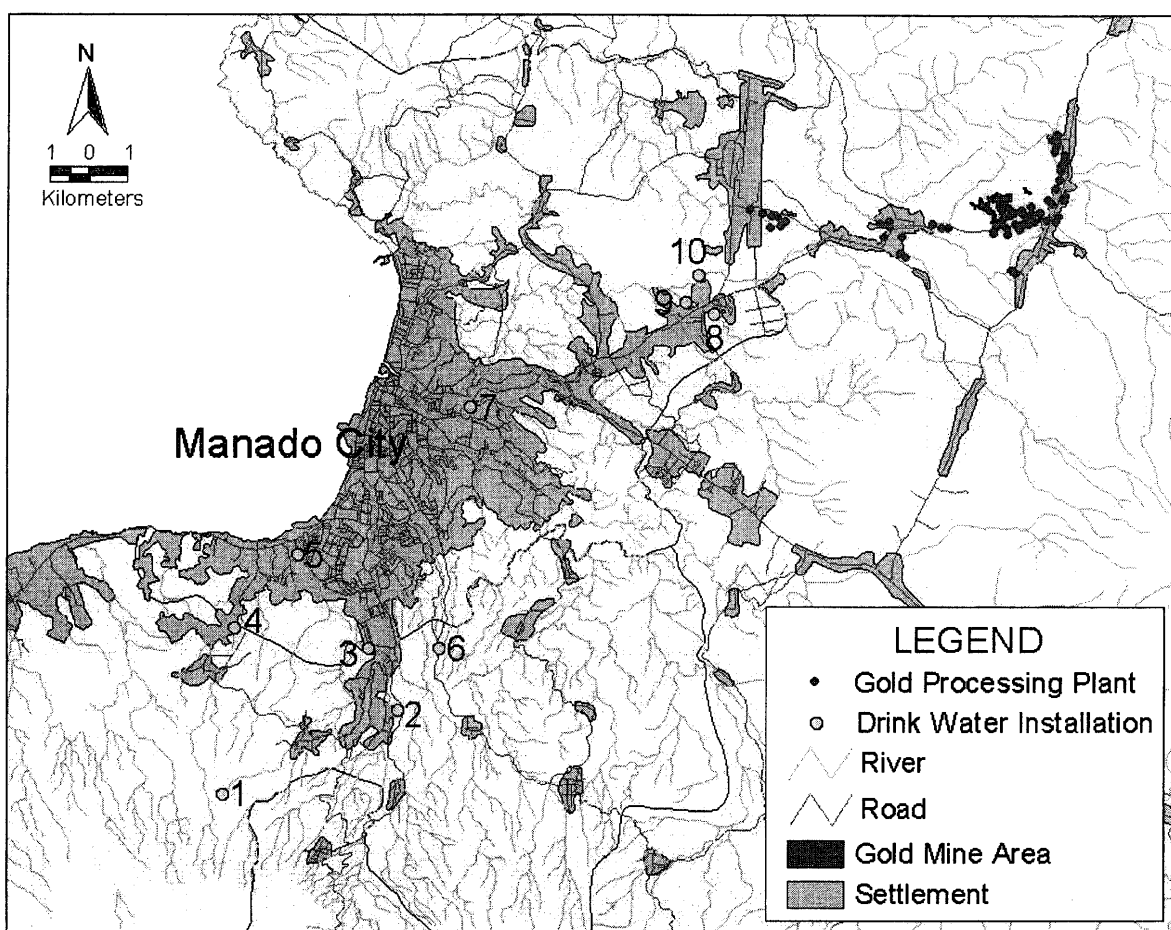 N
1 0 1
Kilometers
10
9
8
7
Manado City
5
4
3
6
2
1
LEGEND
Gold Processing Plant
Drink Water Installation
River
Road
Gold Mine Area
Settlement